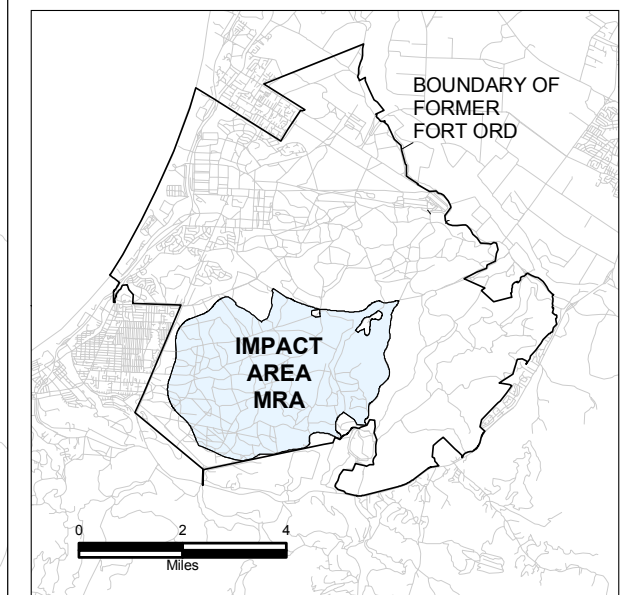 BOUNDARY OF
FORMER
FORT ORD
IMPACT
AREA
MRA
0 2 4
Miles